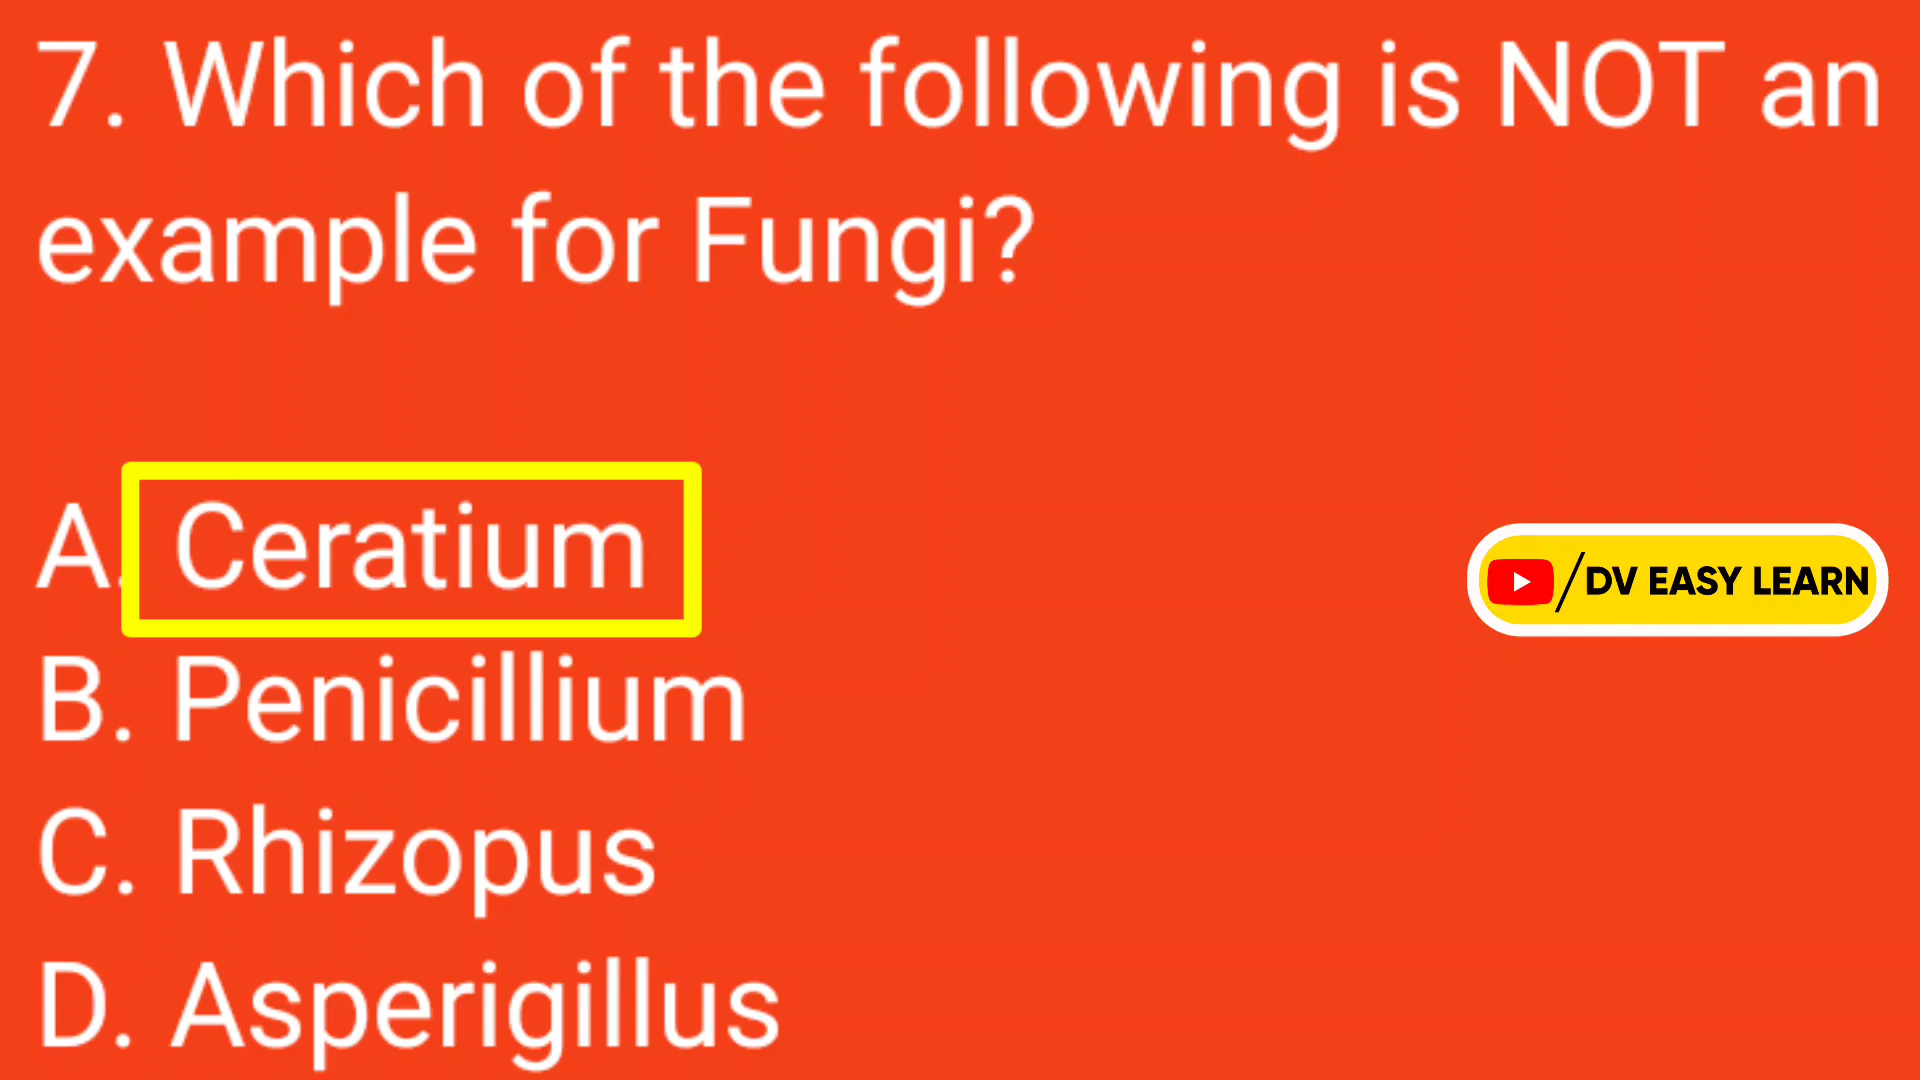 7. Which of the following is NOT an
example for Fungi?
A. Ceratium
/DV EASY LEARN
B. Penicillium
C. Rhizopus
D. Asperigillus